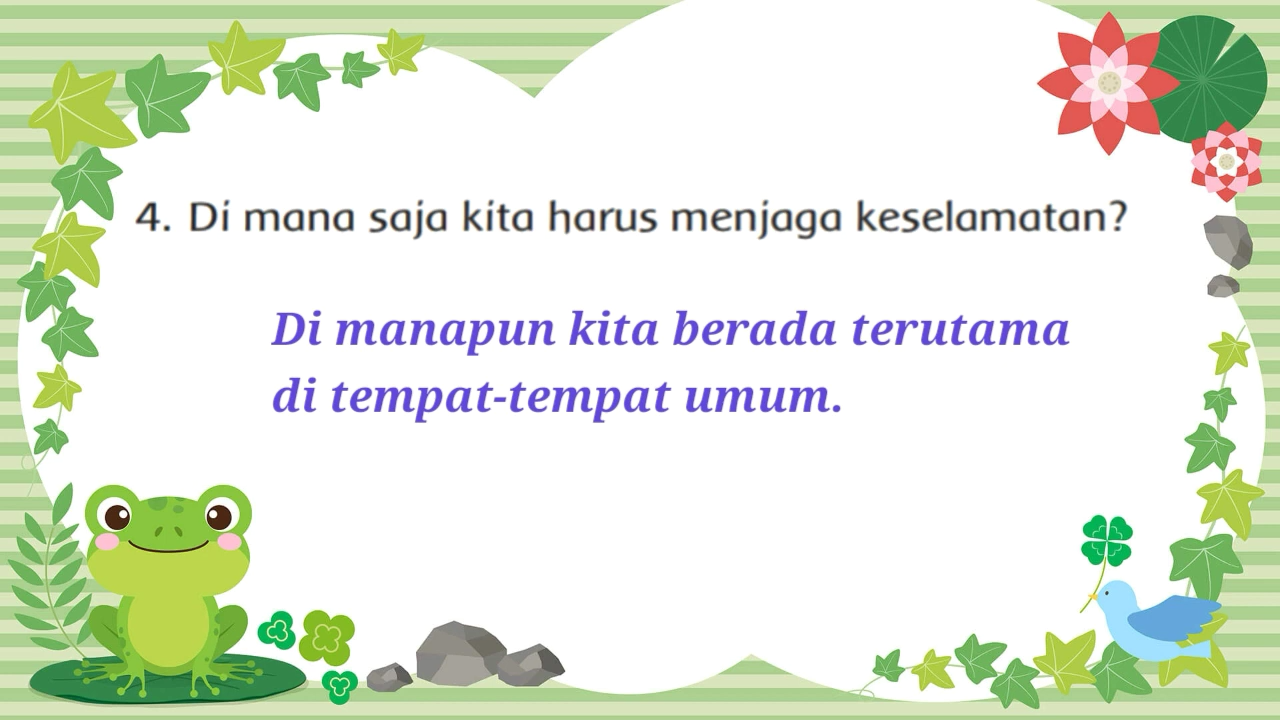 4. Di mana saja kita harus menjaga keselamatan?
Di manapun kita berada terutama
di tempat-tempat umum.